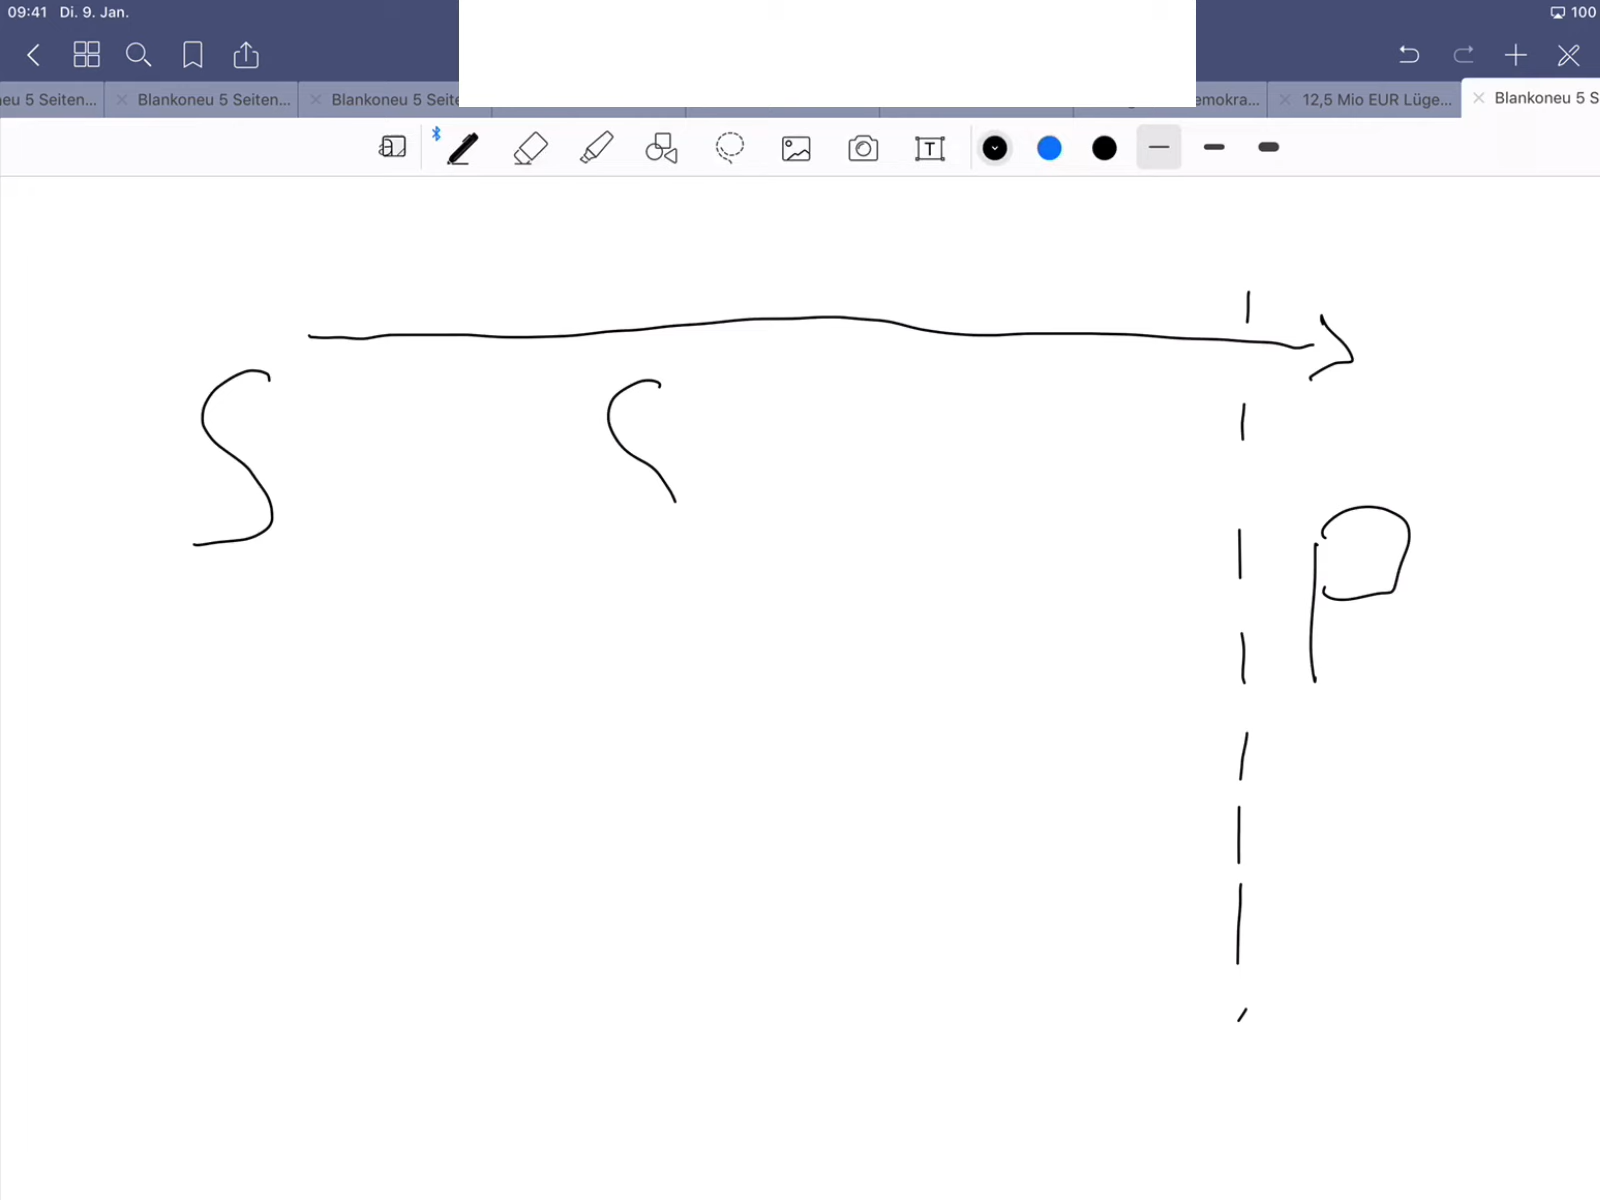 09:41 Di. 9. Jan. 100
eu 5 Seiten... Blankoneu 5 Seiten... Blankoneu 5 Seite emokra... 12,5 Mio EUR Lüge... Blankoneu 5 S
a T
S
P